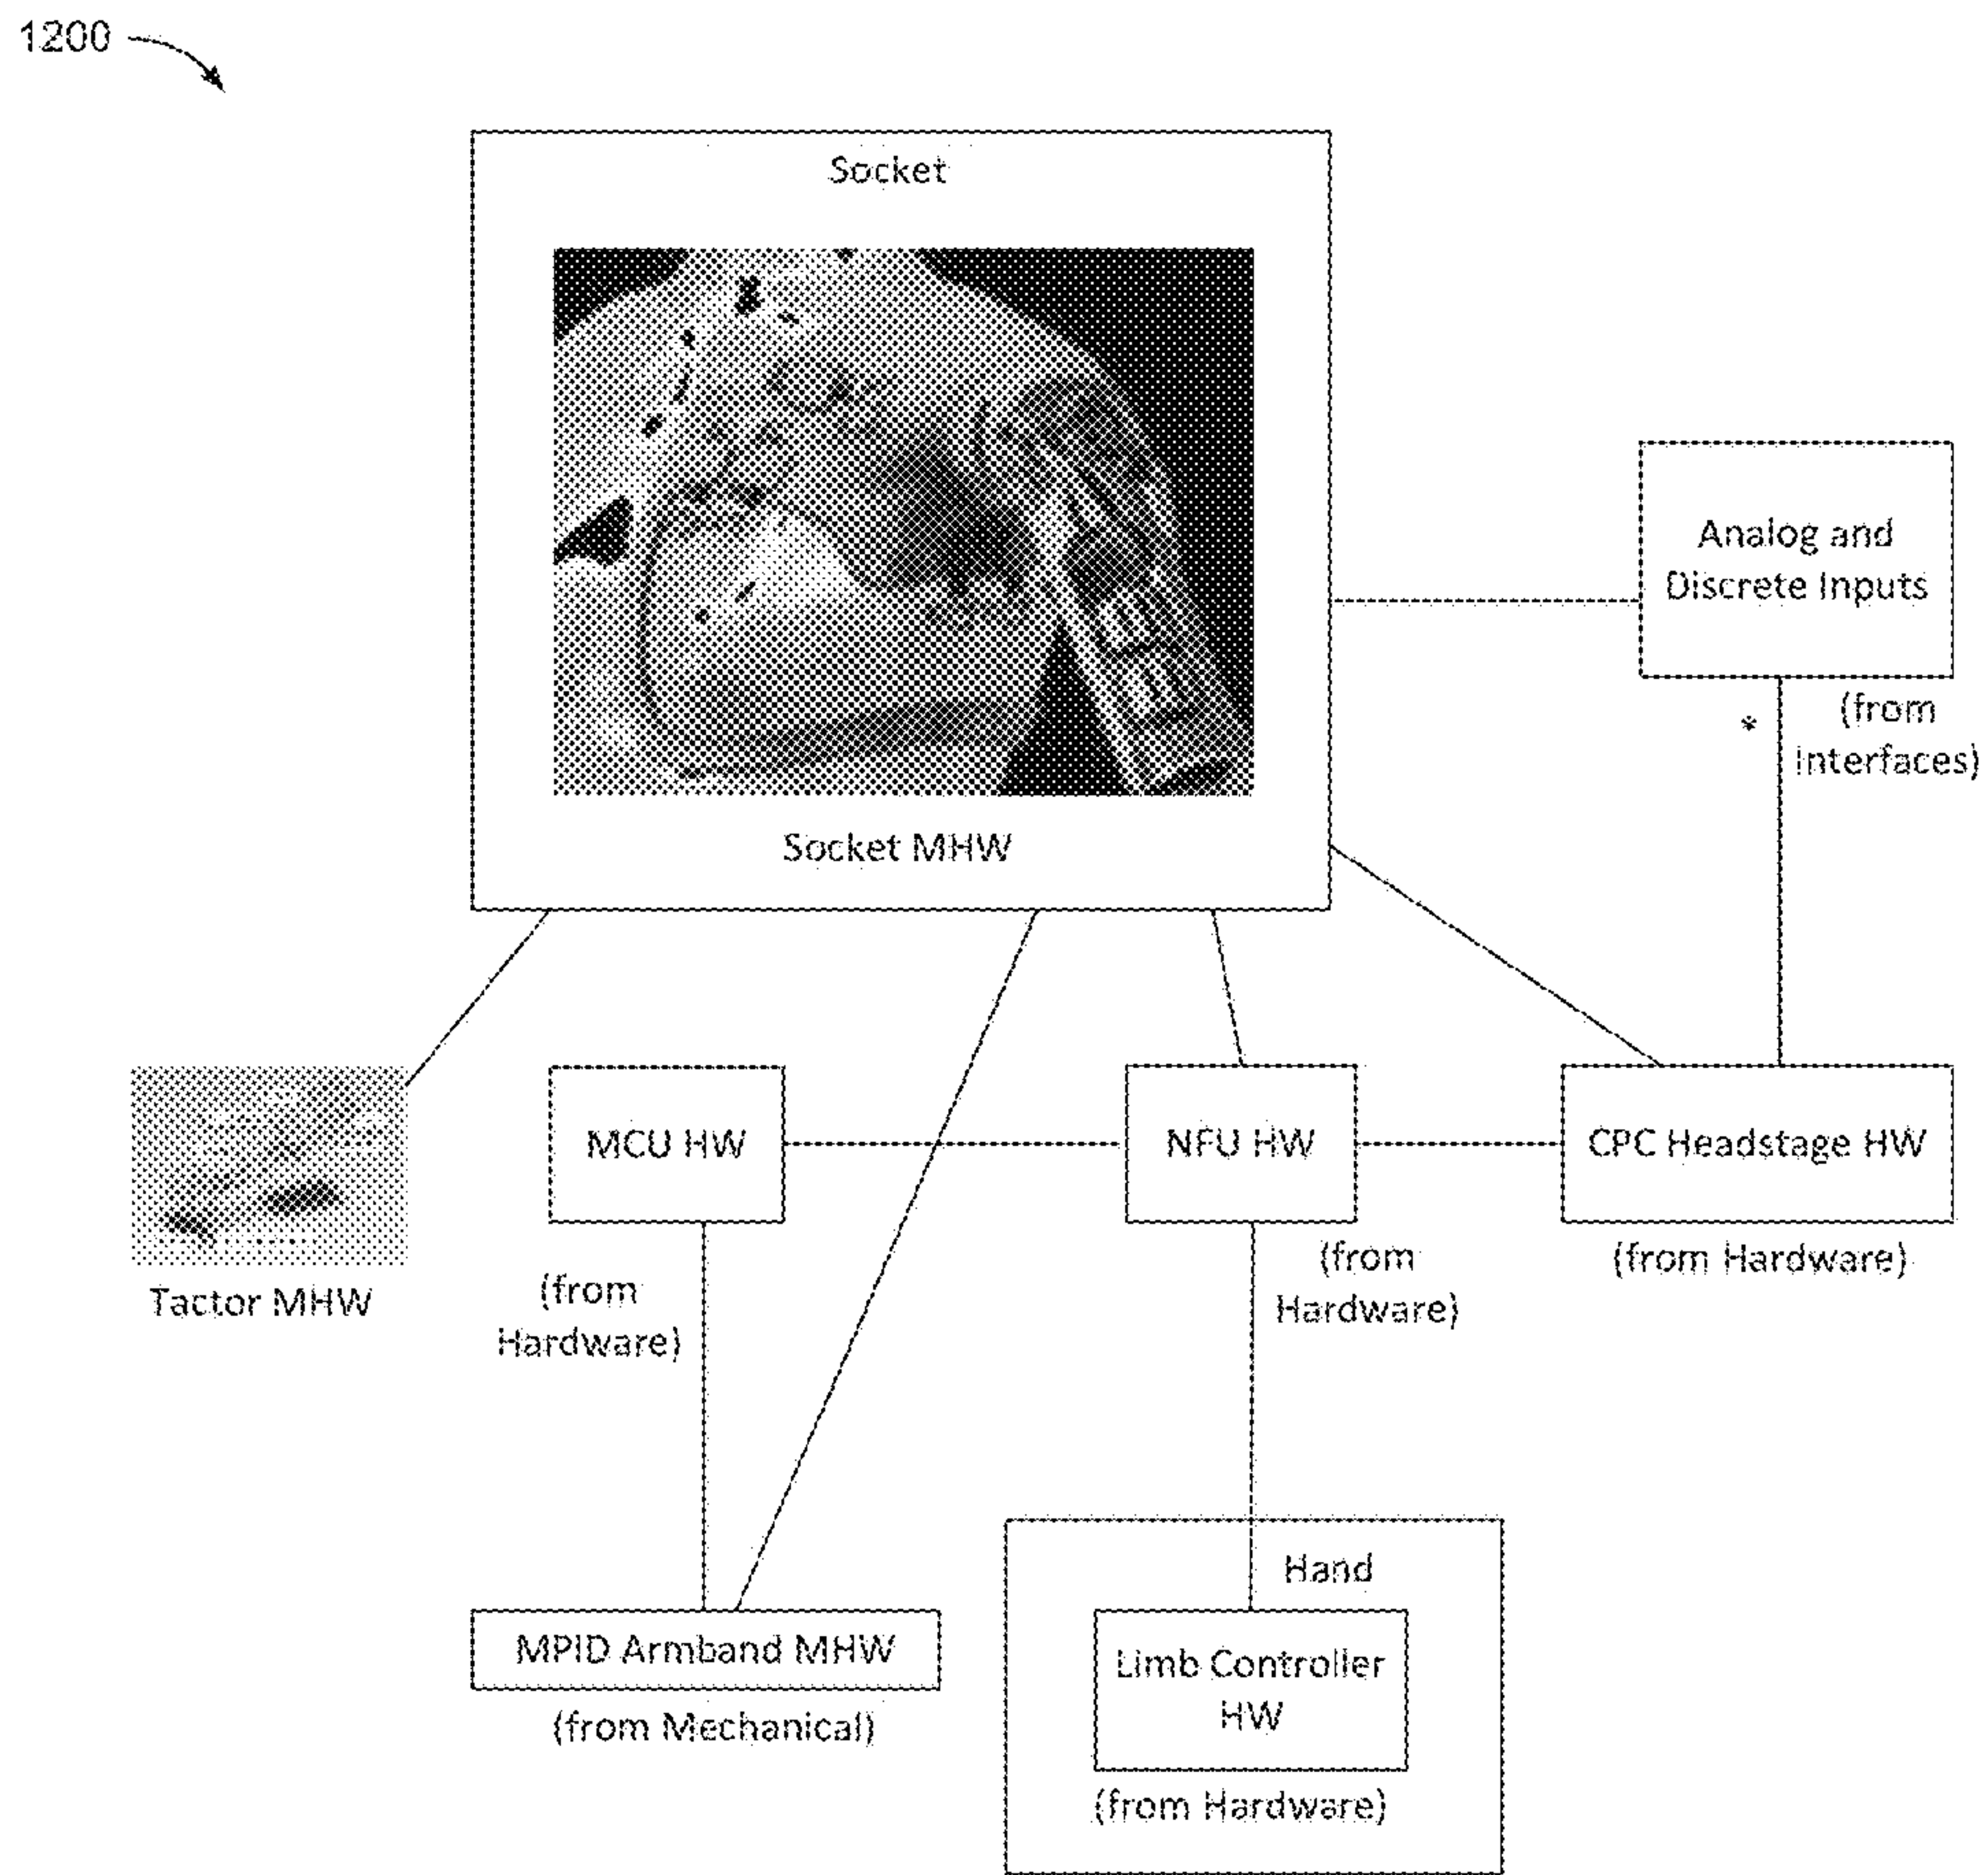 1200
Socket
Socket MHW
Analog and
Discrete Inputs
*
(from
Interfaces)
MCU HW
NFU HW
CPC Headstage HW
Tactor MHW
(from
Hardware)
(from
Hardware)
(from Hardware)
MPID Armband MHW
(from Mechanical)
Hand
Limb Controller
HW
(from Hardware)